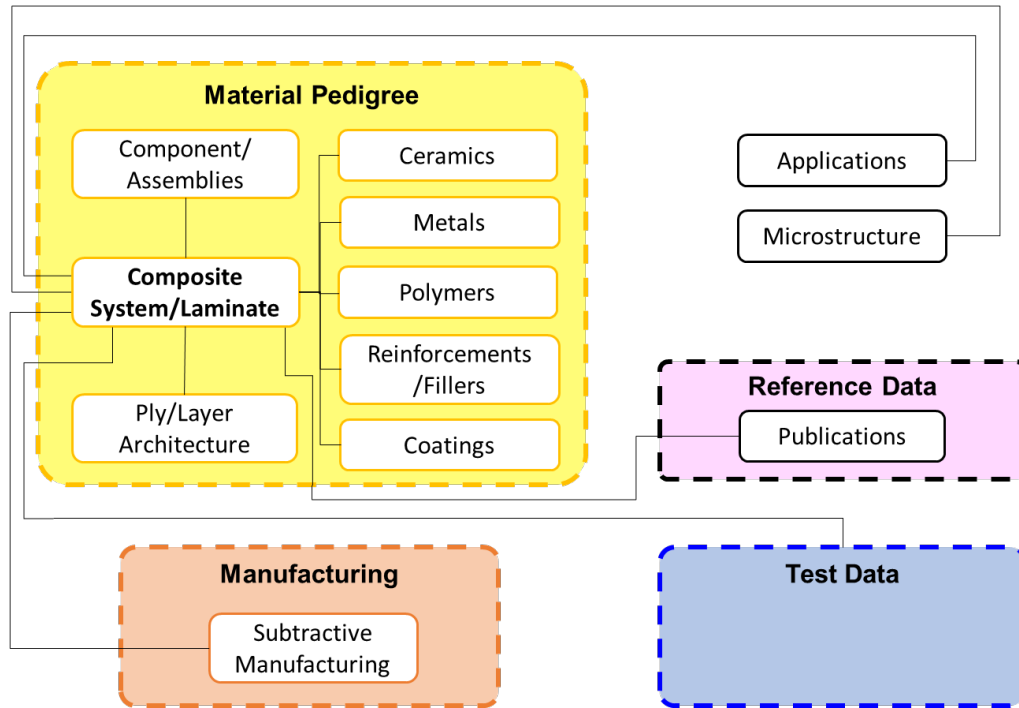 Material Pedigree
Component/
Assemblies
Composite
System/Laminate
Ply/Layer
Architecture
Ceramics
Metals
Polymers
Reinforcements
/Fillers
Coatings
Applications
Microstructure
Reference Data
Publications
Manufacturing
Subtractive
Manufacturing
Test Data